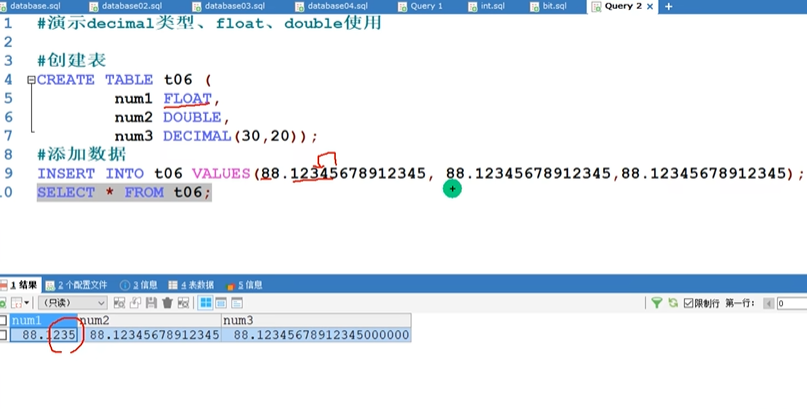 database.sql database02.sql database03.sql database04.sql Query 1 int.sql bit.sql Query 2
1 #演示decimal类型、float、double使用
2
3 #创建表
4 CREATE TABLE t06 (
5 num1 FLOAT,
6 num2 DOUBLE,
7 num3 DECIMAL(30,20));
8 #添加数据
9 INSERT INTO t06 VALUES(88.12345678912345, 88.12345678912345,88.12345678912345);
10 SELECT * FROM t06;
1 结果 2 个配置文件 3 信息 4 表数据 5 信息
(只读) 限制行 第一行: 0
num1 num2 num3
88.1235 88.12345678912345 88.12345678912345000000